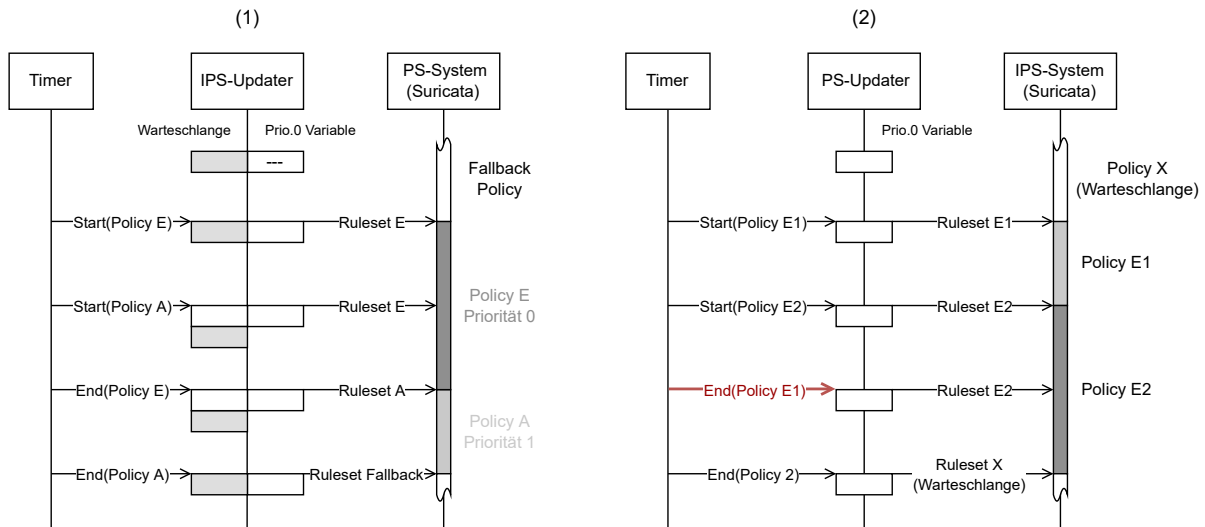 (1)
Timer
IPS-Updater
PS-System
(Suricata)
Warteschlange
Prio.0 Variable
---
Fallback
Policy
Start(Policy E)
Ruleset E
Start(Policy A)
Ruleset E
Policy E
Priorität 0
End(Policy E)
Ruleset A
Policy A
Priorität 1
End(Policy A)
Ruleset Fallback
(2)
Timer
PS-Updater
IPS-System
(Suricata)
Prio.0 Variable
Policy X
(Warteschlange)
Start(Policy E1)
Ruleset E1
Policy E1
Start(Policy E2)
Ruleset E2
End(Policy E1)
Ruleset E2
Policy E2
End(Policy 2)
Ruleset X
(Warteschlange)